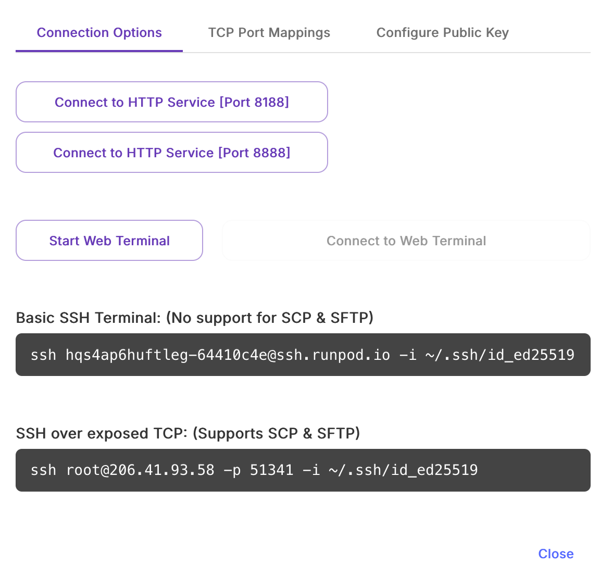 Connection Options
TCP Port Mappings
Configure Public Key
Connect to HTTP Service [Port 8188]
Connect to HTTP Service [Port 8888]
Start Web Terminal
Connect to Web Terminal
Basic SSH Terminal: (No support for SCP & SFTP)
ssh hqs4ap6huftleg-64410c4e@ssh.runpod.io -i ~/.ssh/id_ed25519
SSH over exposed TCP: (Supports SCP & SFTP)
ssh root@206.41.93.58 -p 51341 -i ~/.ssh/id_ed25519
Close